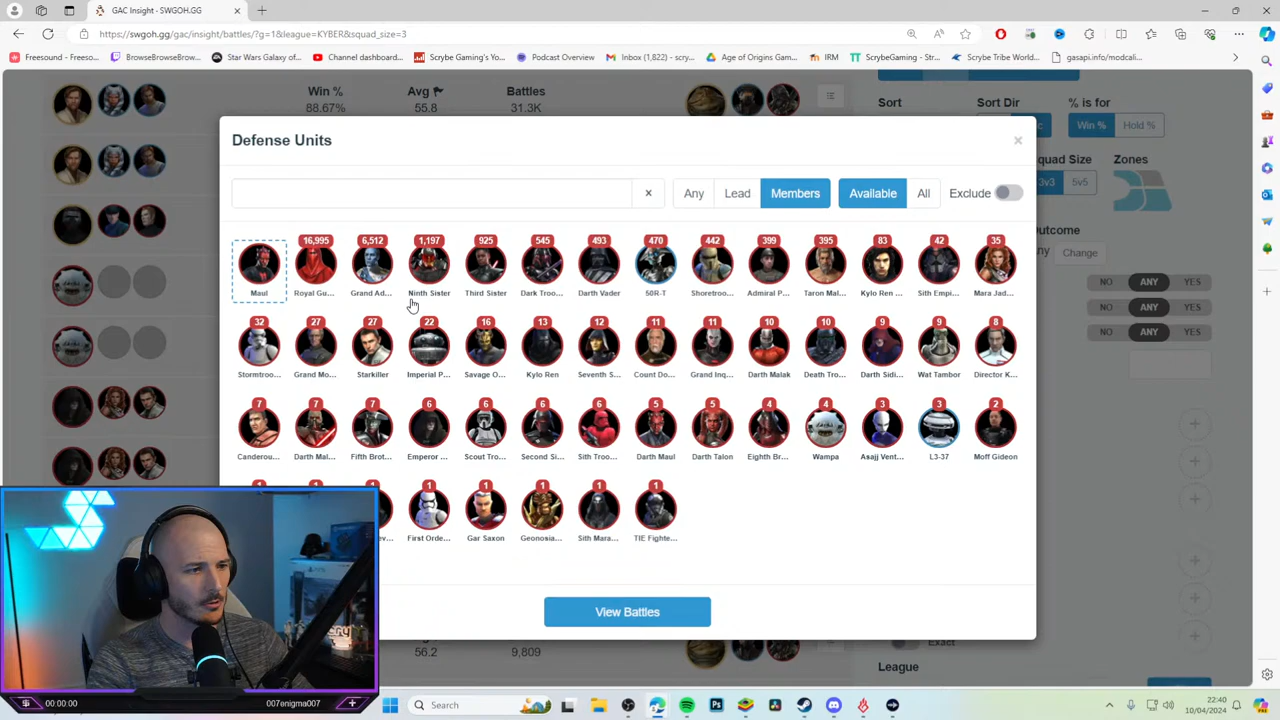 GAC Insight - SWGOH.GG
https://swgoh.gg/gac/insight/battles/?g=1&league=KYBER&squad_size=3
Freesound - Freeso...
BrowseBrowseBrow...
Star Wars Galaxy of...
Channel dashboard...
Scrybe Gaming's Yo...
Podcast Overview
Inbox (1,822) - scry...
Age of Origins Gam...
IRM
ScrybeGaming - Str...
Scrybe Tribe World...
gasapi.info/modcali...
Win % Avg Battles
88.67% 55.8 31.3K
Sort Sort Dir % is for
Win % Hold %
Squad Size Zones
3v3 5v5
Outcome
Change
NO ANY YES
NO ANY YES
NO ANY YES
Defense Units ×
× Any Lead Members Available All Exclude
16,995 6,512 1,197 925 545 493 470 442 399 395 83 42 35
Maul Royal Gu... Grand Ad... Ninth Sister Third Sister Dark Troo... Darth Vader 50R-T Shoretroo... Admiral P... Taron Mal... Kylo Ren ... Sith Empi... Mara Jad...
32 27 27 22 16 13 12 11 11 10 10 9 9 8
Stormtroo... Grand Mo... Starkiller Imperial P... Savage O... Kylo Ren Seventh S... Count Do... Grand Inq... Darth Malak Death Tro... Darth Sidi... Wat Tambor Director K...
7 7 7 6 6 6 6 5 5 4 4 3 3 2
Canderou... Darth Mal... Fifth Brot... Emperor ... Scout Tro... Second Si... Sith Troo... Darth Maul Darth Talon Eighth Br... Wampa Asajj Vent... L3-37 Moff Gideon
1 1 1 1 1
First Orde... Gar Saxon Geonosia... Sith Mara... TIE Fighte...
View Battles
56.2 9,809
Exact
League
00:00:00 007enigma007
Search
22:40
10/04/2024